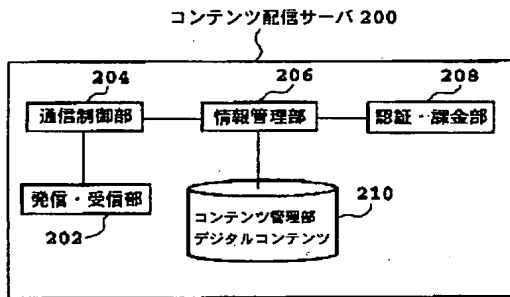 コンテンツ配信サーバ 200
204
206
208
通信制御部
情報管理部
認証・課金部
発信・受信部
202
コンテンツ管理部
デジタルコンテンツ
210